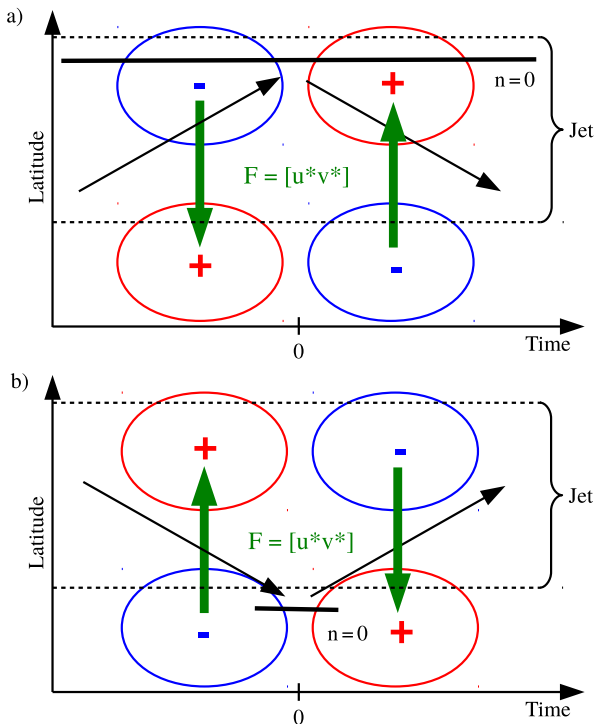 a)
Latitude
-
+
n=0
Jet
F = [u*v*]
+
-
0
Time
b)
Latitude
+
-
Jet
F = [u*v*]
-
+
n=0
0
Time